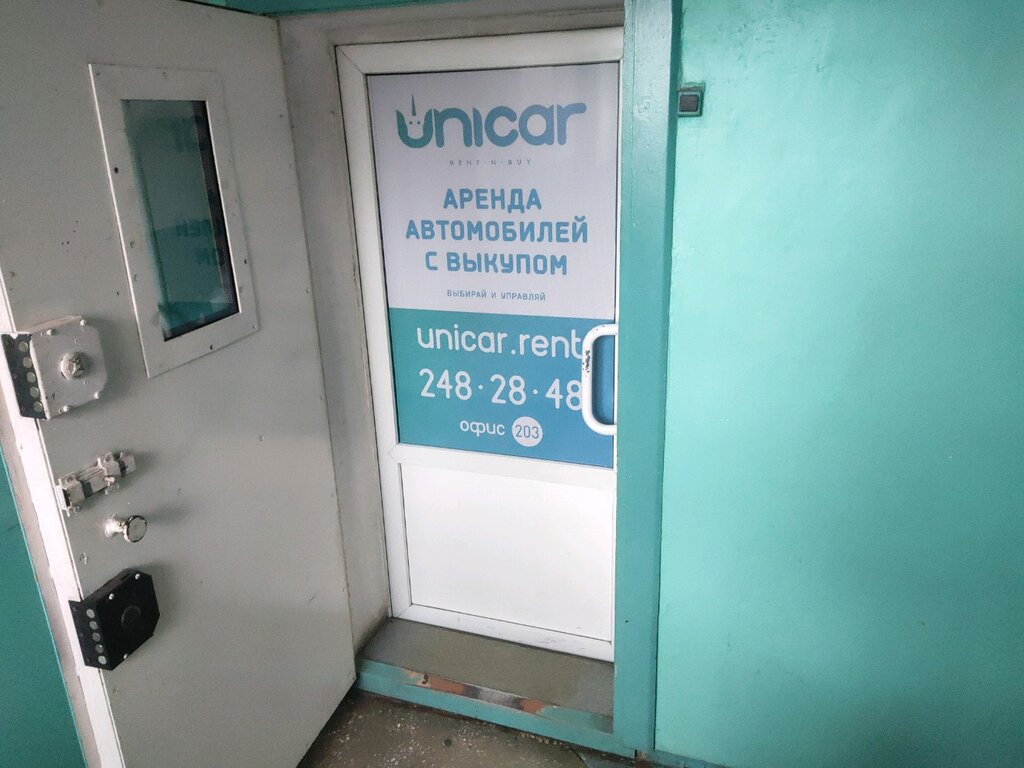 unicar
RENT-N-BUY
АРЕНДА
АВТОМОБИЛЕЙ
С ВЫКУПОМ
ВЫБИРАЙ И УПРАВЛЯЙ
unicar.rent
248·28·48
офис 203